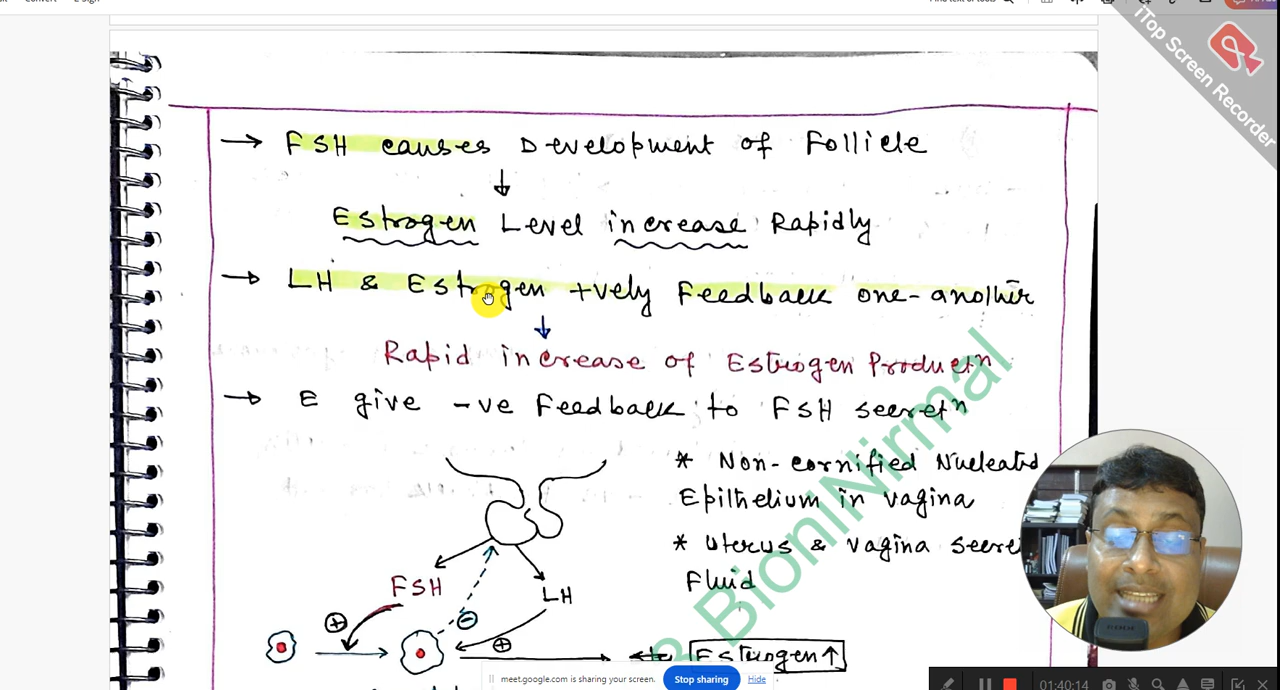 iTop Screen Recorder
→ FSH causes Development of Follicle
↓
Estrogen Level increase Rapidly
→ LH & Estrogen +vely Feedback one-another
↓
Rapid increase of Estrogen Productn
→ E give -ve Feedback to FSH secretn
* Non-cornified Nucleated
Epithelium in vagina
* Uterus & vagina secre
Fluid
FSH
LH
+
-
+
Estrogen↑
BioniNirmal
meet.google.com is sharing your screen.
Stop sharing
Hide
01:40:14